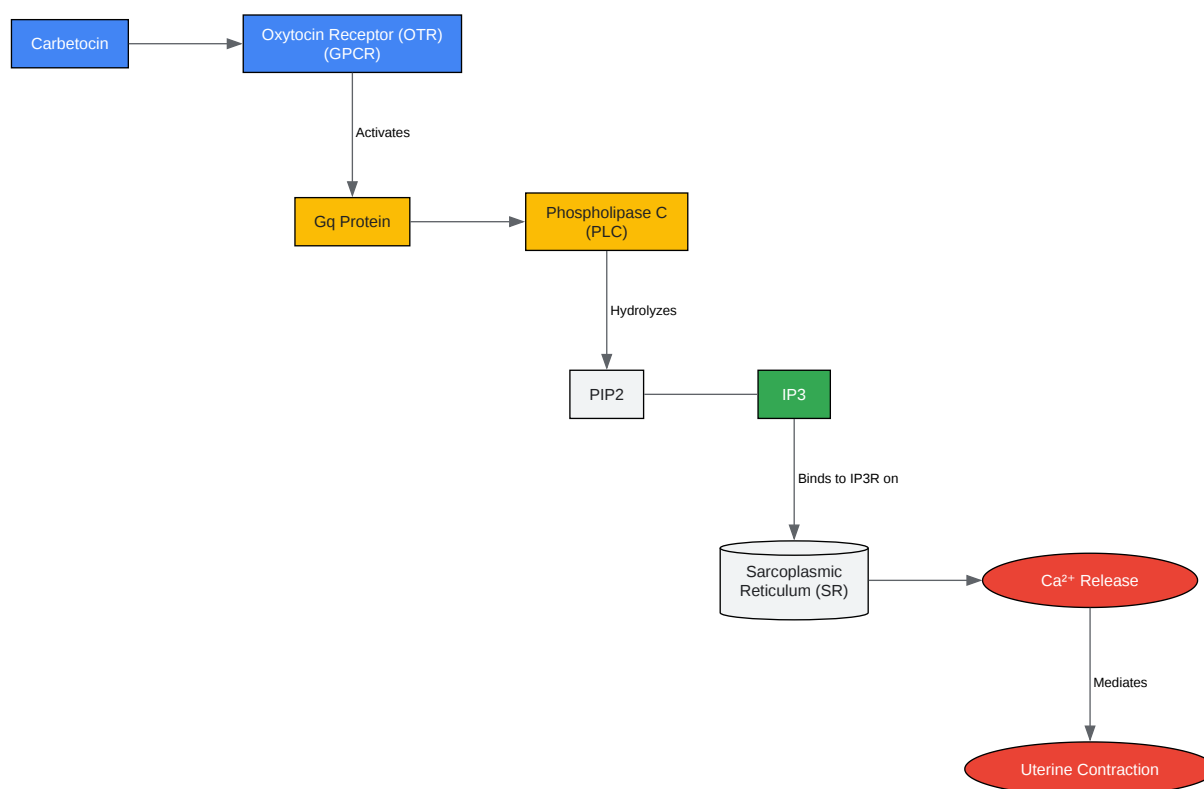 Carbetocin
Oxytocin Receptor (OTR)
(GPCR)
Activates
Gq Protein
Phospholipase C
(PLC)
Hydrolyzes
PIP2
IP3
Binds to IP3R on
Sarcoplasmic
Reticulum (SR)
Ca²⁺ Release
Mediates
Uterine Contraction